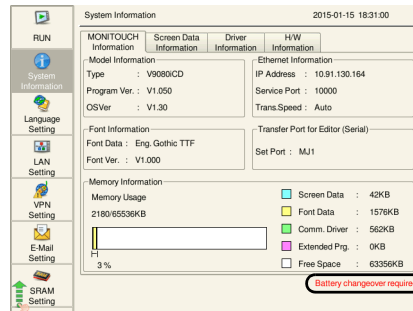 System Information 2015-01-15 18:31:00
RUN
System Information
Language Setting
LAN Setting
VPN Setting
E-Mail Setting
SRAM Setting
MONITOUCH Information
Screen Data Information
Driver Information
H/W Information
Model Information
Type : V9080iCD
Program Ver. : V1.050
OSVer : V1.30
Ethernet Information
IP Address : 10.91.130.164
Service Port : 10000
Trans.Speed : Auto
Font Information
Font Data : Eng. Gothic TTF
Font Ver. : V1.000
Transfer Port for Editor (Serial)
Set Port : MJ1
Memory Information
Memory Usage
2180/65536KB
3 %
Screen Data : 42KB
Font Data : 1576KB
Comm. Driver : 562KB
Extended Prg. : 0KB
Free Space : 63356KB
Battery changeover require